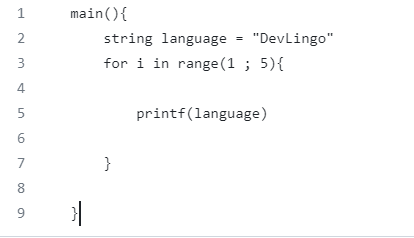 1 main(){
2 string language = "DevLingo"
3 for i in range(1 ; 5){
4
5 printf(language)
6
7 }
8
9 }